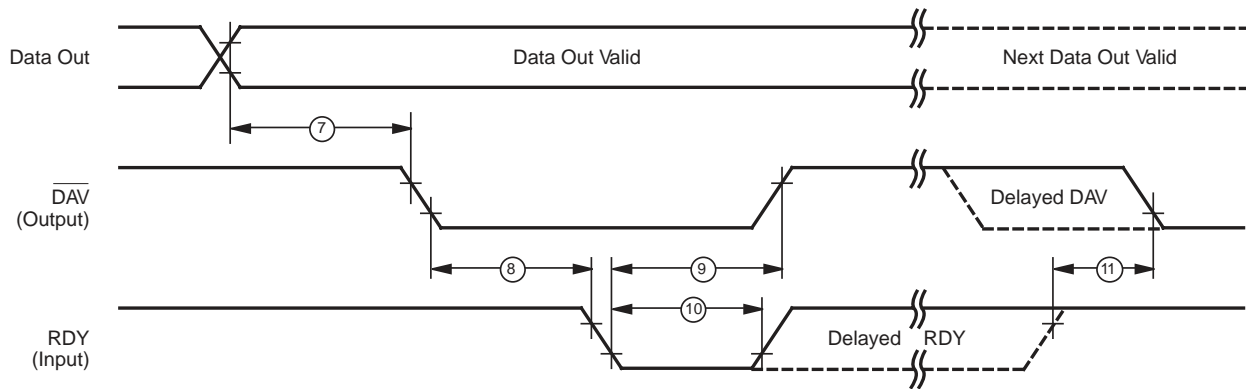 Data Out
Data Out Valid
Next Data Out Valid
7
DAV
(Output)
Delayed DAV
8
9
11
10
RDY
(Input)
Delayed RDY